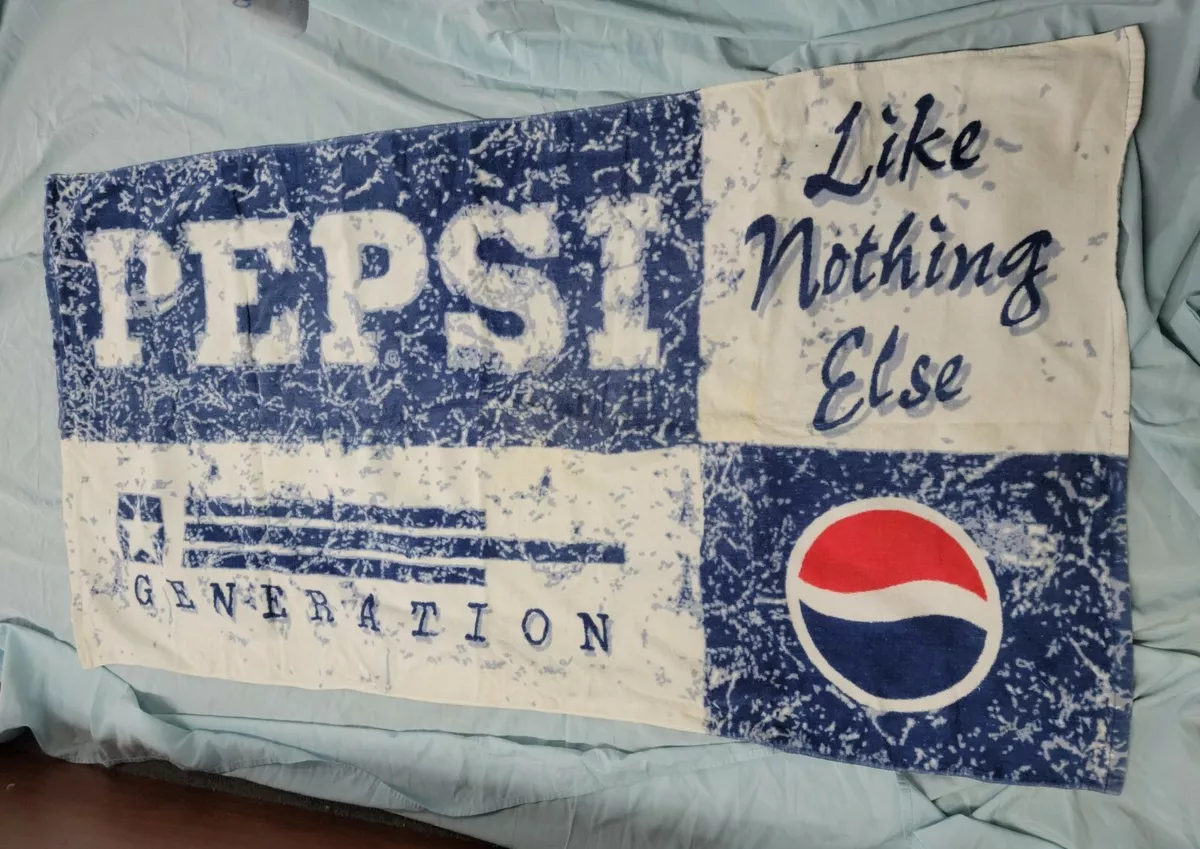 PEPSI
Like
Nothing
Else
GENERATION